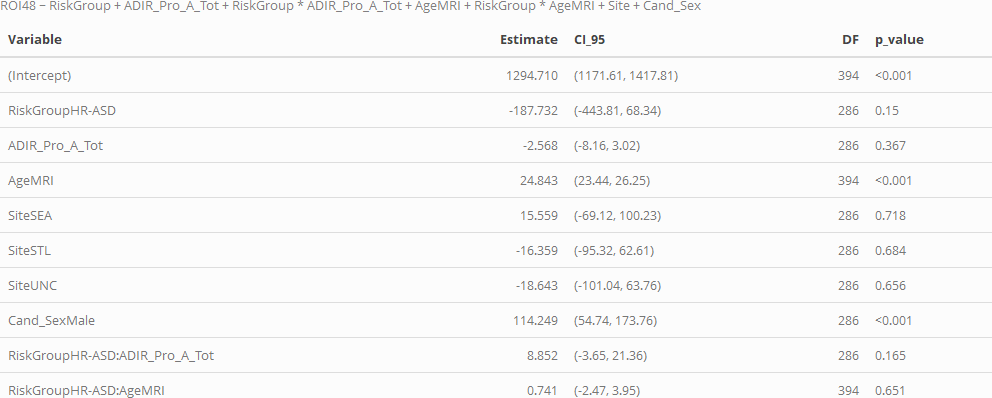 ROI48 ~ RiskGroup + ADIR_Pro_A_Tot + RiskGroup * ADIR_Pro_A_Tot + AgeMRI + RiskGroup * AgeMRI + Site + Cand_Sex
Variable Estimate CI_95 DF p_value
(Intercept) 1294.710 (1171.61, 1417.81) 394 <0.001
RiskGroupHR-ASD -187.732 (-443.81, 68.34) 286 0.15
ADIR_Pro_A_Tot -2.568 (-8.16, 3.02) 286 0.367
AgeMRI 24.843 (23.44, 26.25) 394 <0.001
SiteSEA 15.559 (-69.12, 100.23) 286 0.718
SiteSTL -16.359 (-95.32, 62.61) 286 0.684
SiteUNC -18.643 (-101.04, 63.76) 286 0.656
Cand_SexMale 114.249 (54.74, 173.76) 286 <0.001
RiskGroupHR-ASD:ADIR_Pro_A_Tot 8.852 (-3.65, 21.36) 286 0.165
RiskGroupHR-ASD:AgeMRI 0.741 (-2.47, 3.95) 394 0.651